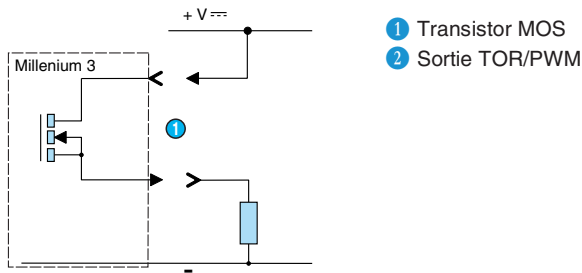 + V
Millenium 3
1
-
1 Transistor MOS
2 Sortie TOR/PWM